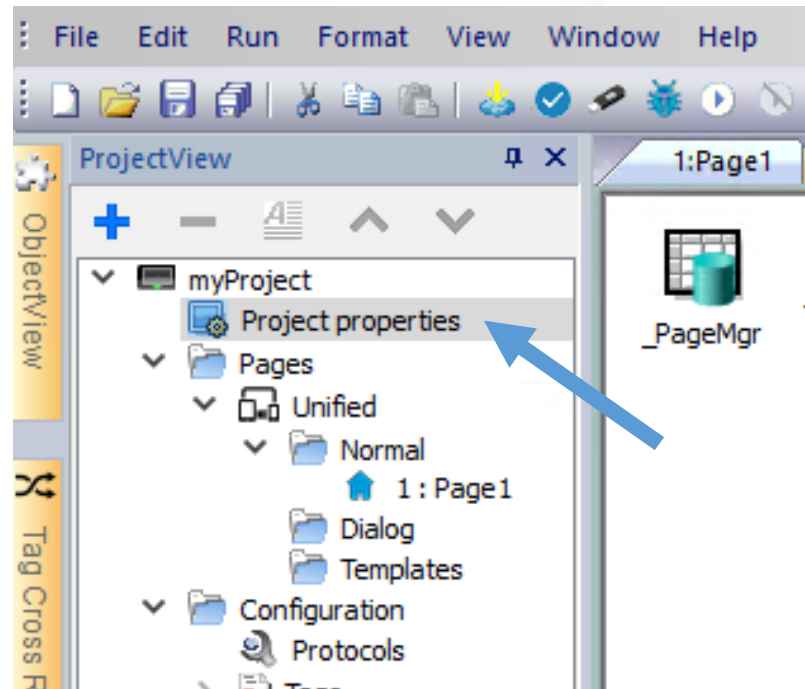 File Edit Run Format View Window Help
ProjectView
1:Page1
ObjectView
myProject
Project properties
_PageMgr
Pages
Unified
Normal
1 : Page1
Dialog
Templates
Tag Cross
Configuration
Protocols
Tags